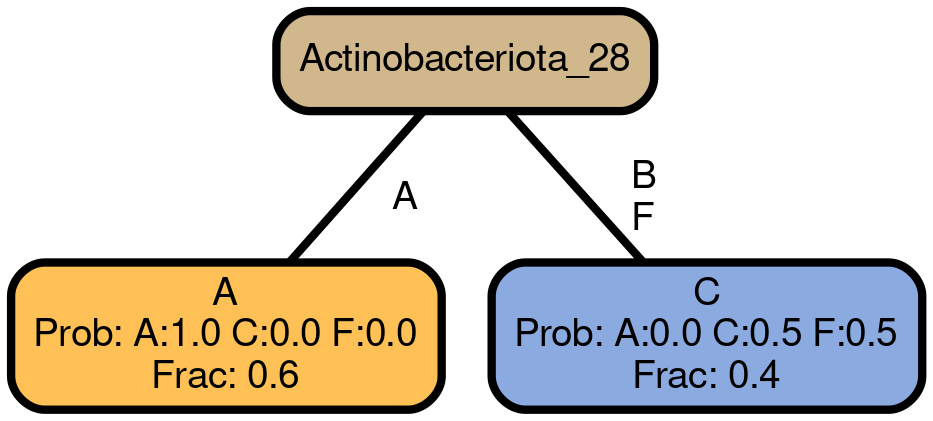 Actinobacteriota_28
A
B
F
A
Prob: A:1.0 C:0.0 F:0.0
Frac: 0.6
C
Prob: A:0.0 C:0.5 F:0.5
Frac: 0.4